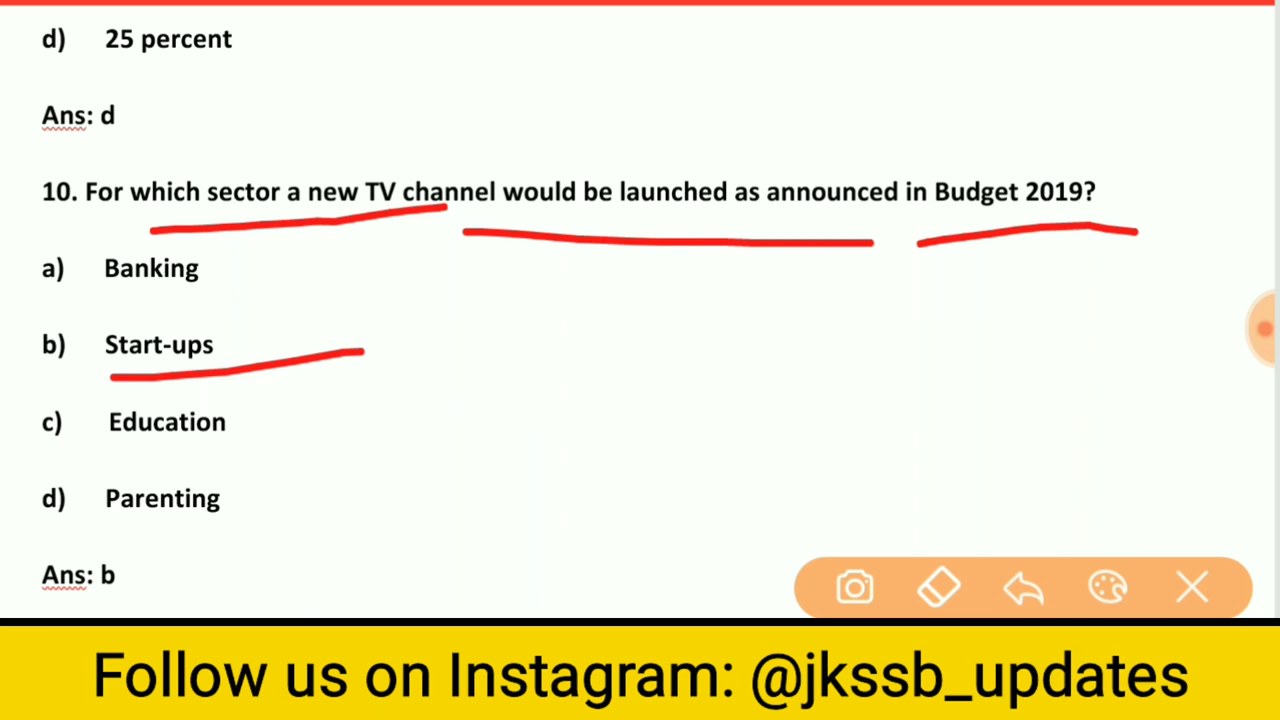 d) 25 percent
Ans: d
10. For which sector a new TV channel would be launched as announced in Budget 2019?
a) Banking
b) Start-ups
c) Education
d) Parenting
Ans: b
Follow us on Instagram: @jkssb_updates